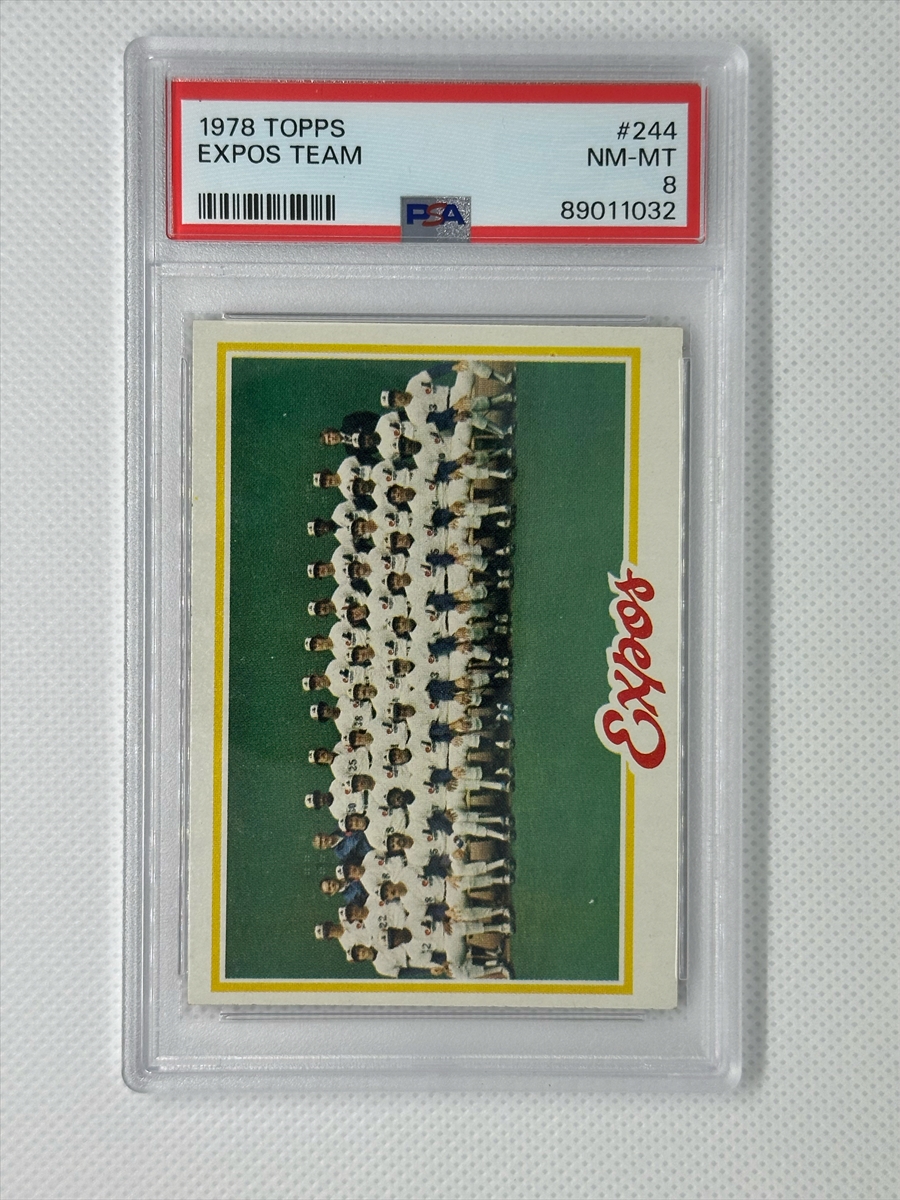 1978 TOPPS
EXPOS TEAM
#244
NM-MT
8
89011032
PSA
Expos